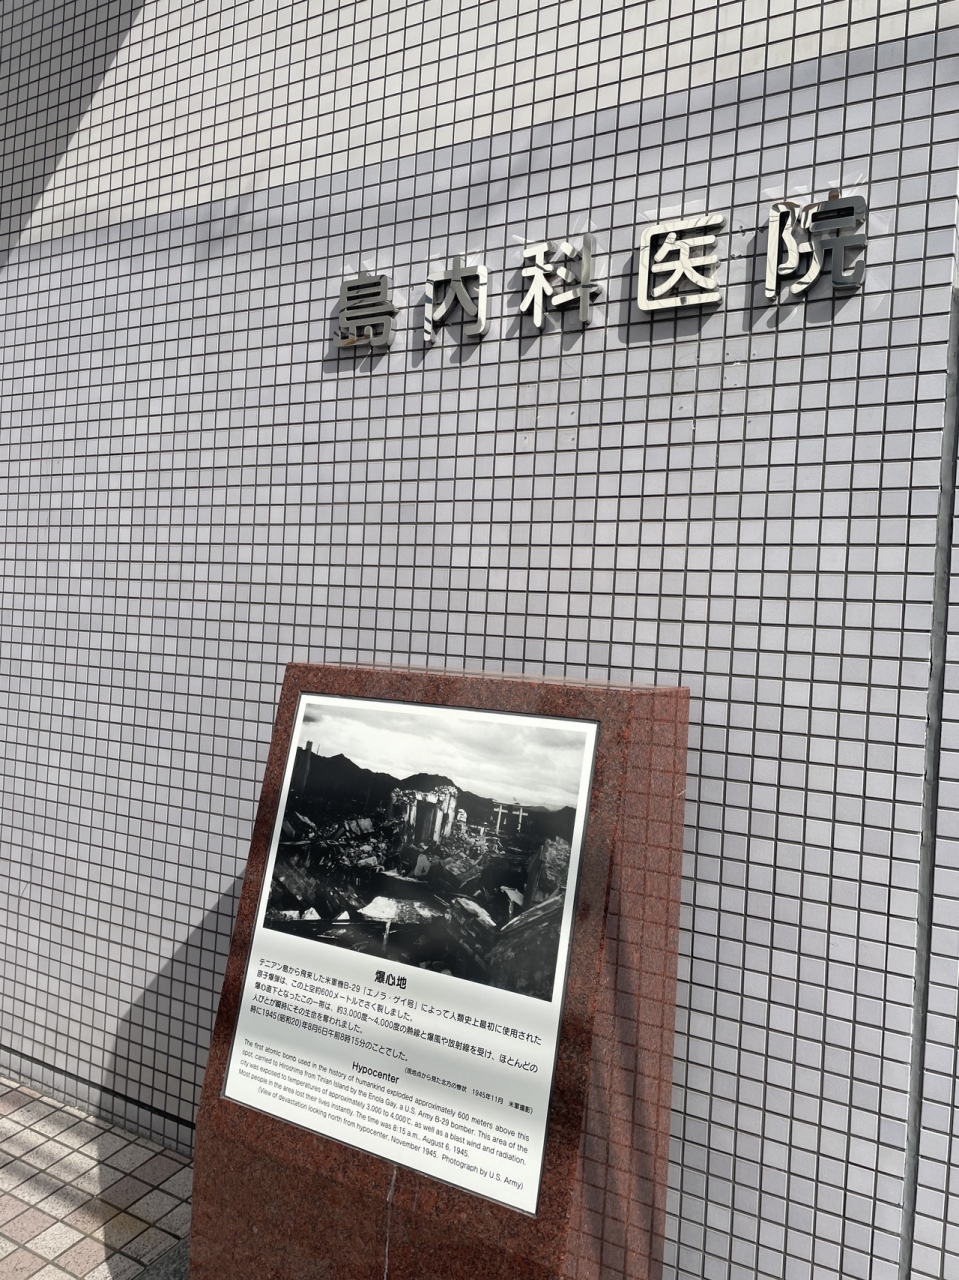 島内科医院
爆心地
テニアン島から飛来した米軍機B-29「エノラ・ゲイ号」によって人類史上最初に使用された
原子爆弾は、この上空約600メートルでさく裂しました。
爆心直下となったこの一帯は、約3,000度〜4,000度の熱線と爆風や放射線を受け、ほとんどの
人びとが瞬時にその生命を奪われました。
時に1945(昭和20)年8月6日午前8時15分のことでした。
(爆心地点から見た北方の惨状 1945年11月 米軍撮影)
Hypocenter
The first atomic bomb used in the history of humankind exploded approximately 600 meters above this
spot, carried to Hiroshima from Tinian Island by the Enola Gay, a U.S. Army B-29 bomber. This area of the
city was exposed to temperatures of approximately 3,000 to 4,000℃, as well as a blast wind and radiation.
Most people in the area lost their lives instantly. The time was 8:15 a.m., August 6, 1945.
(View of devastation looking north from hypocenter, November 1945. Photograph by U.S. Army)